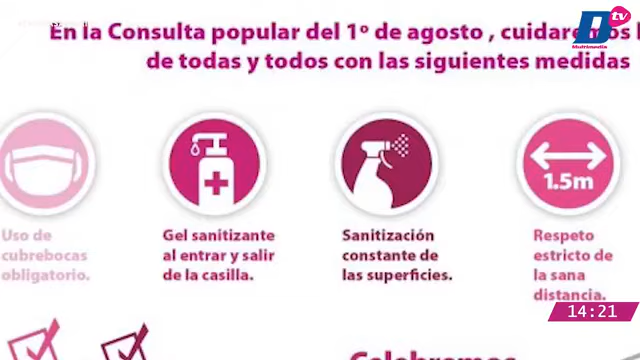 En la Consulta popular del 1º de agosto , cuidaremos l
de todas y todos con las siguientes medidas
D tv
Multimedia
1.5m
Uso de
cubrebocas
obligatorio.
Gel sanitizante
al entrar y salir
de la casilla.
Sanitización
constante de
las superficies.
Respeto
estricto de
la sana
distancia.
14:21